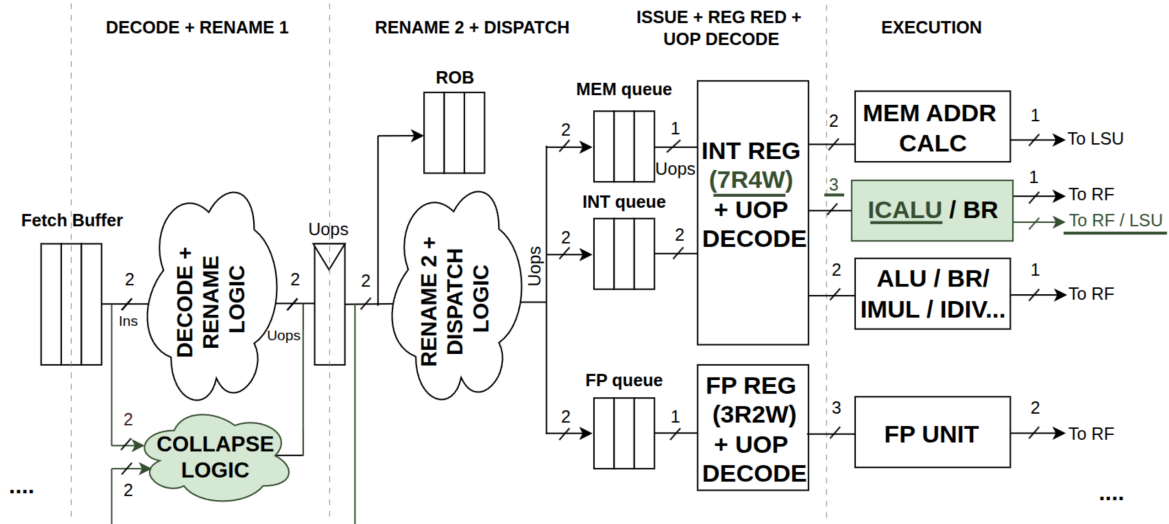 DECODE + RENAME 1
RENAME 2 + DISPATCH
ISSUE + REG RED +
UOP DECODE
EXECUTION
Fetch Buffer
2
Ins
DECODE +
RENAME
LOGIC
2
Uops
Uops
2
COLLAPSE
LOGIC
2
2
....
ROB
RENAME 2 +
DISPATCH
LOGIC
Uops
MEM queue
2
1
Uops
INT queue
2
2
FP queue
2
1
INT REG
(7R4W)
+ UOP
DECODE
FP REG
(3R2W)
+ UOP
DECODE
2
MEM ADDR
CALC
1
To LSU
3
ICALU / BR
1
To RF
1
To RF / LSU
2
ALU / BR/
IMUL / IDIV...
1
To RF
3
FP UNIT
2
To RF
....